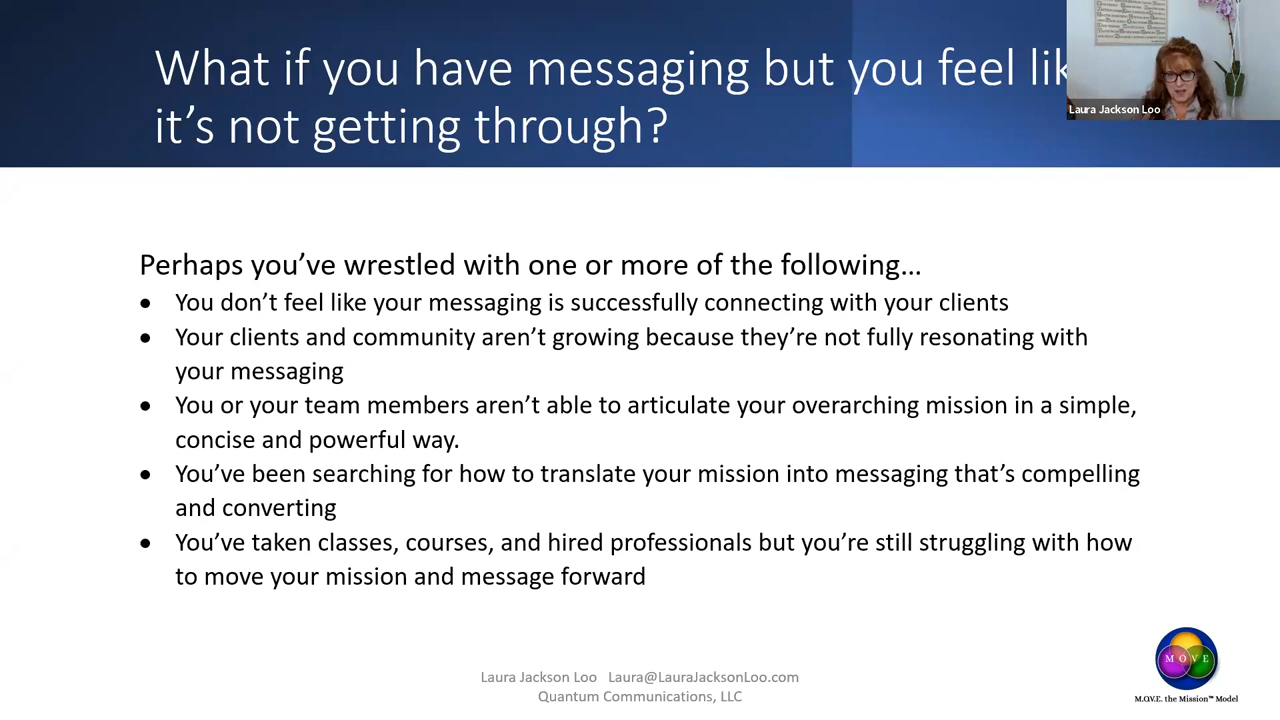 What if you have messaging but you feel lik
it’s not getting through?
Laura Jackson Loo
Perhaps you’ve wrestled with one or more of the following…
• You don’t feel like your messaging is successfully connecting with your clients
• Your clients and community aren’t growing because they’re not fully resonating with
your messaging
• You or your team members aren’t able to articulate your overarching mission in a simple,
concise and powerful way.
• You’ve been searching for how to translate your mission into messaging that’s compelling
and converting
• You’ve taken classes, courses, and hired professionals but you’re still struggling with how
to move your mission and message forward
M O V E
M.O.V.E. the Mission™ Model
Laura Jackson Loo Laura@LauraJacksonLoo.com
Quantum Communications, LLC